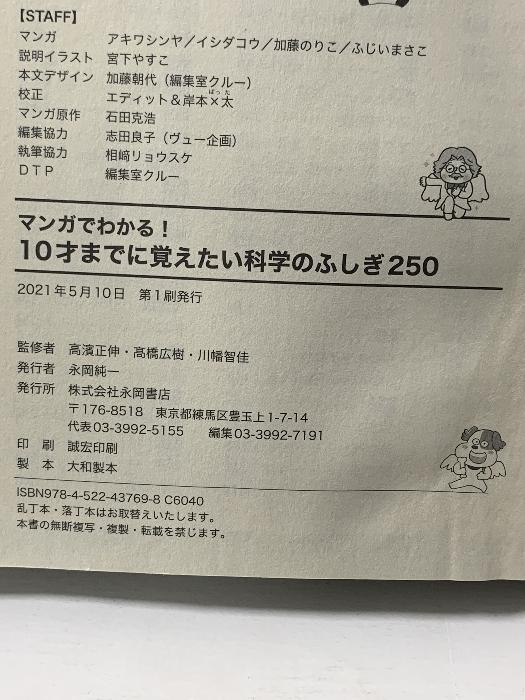 【STAFF】
マンガ　アキワシンヤ／イシダコウ／加藤のりこ／ふじいまさこ
説明イラスト　宮下やすこ
本文デザイン　加藤朝代（編集室クルー）
ばった
校正　エディット＆岸本×太
マンガ原作　石田克浩
編集協力　志田良子（ヴュー企画）
執筆協力　相﨑リョウスケ
ＤＴＰ　編集室クルー
マンガでわかる！
10才までに覚えたい科学のふしぎ250
2021年5月10日　第1刷発行
監修者　高濱正伸・髙橋広樹・川幡智佳
発行者　永岡純一
発行所　株式会社永岡書店
〒176-8518　東京都練馬区豊玉上1-7-14
代表03-3992-5155　編集03-3992-7191
印　刷　誠宏印刷
製　本　大和製本
ISBN978-4-522-43769-8 C6040
乱丁本・落丁本はお取替えいたします。
本書の無断複写・複製・転載を禁じます。